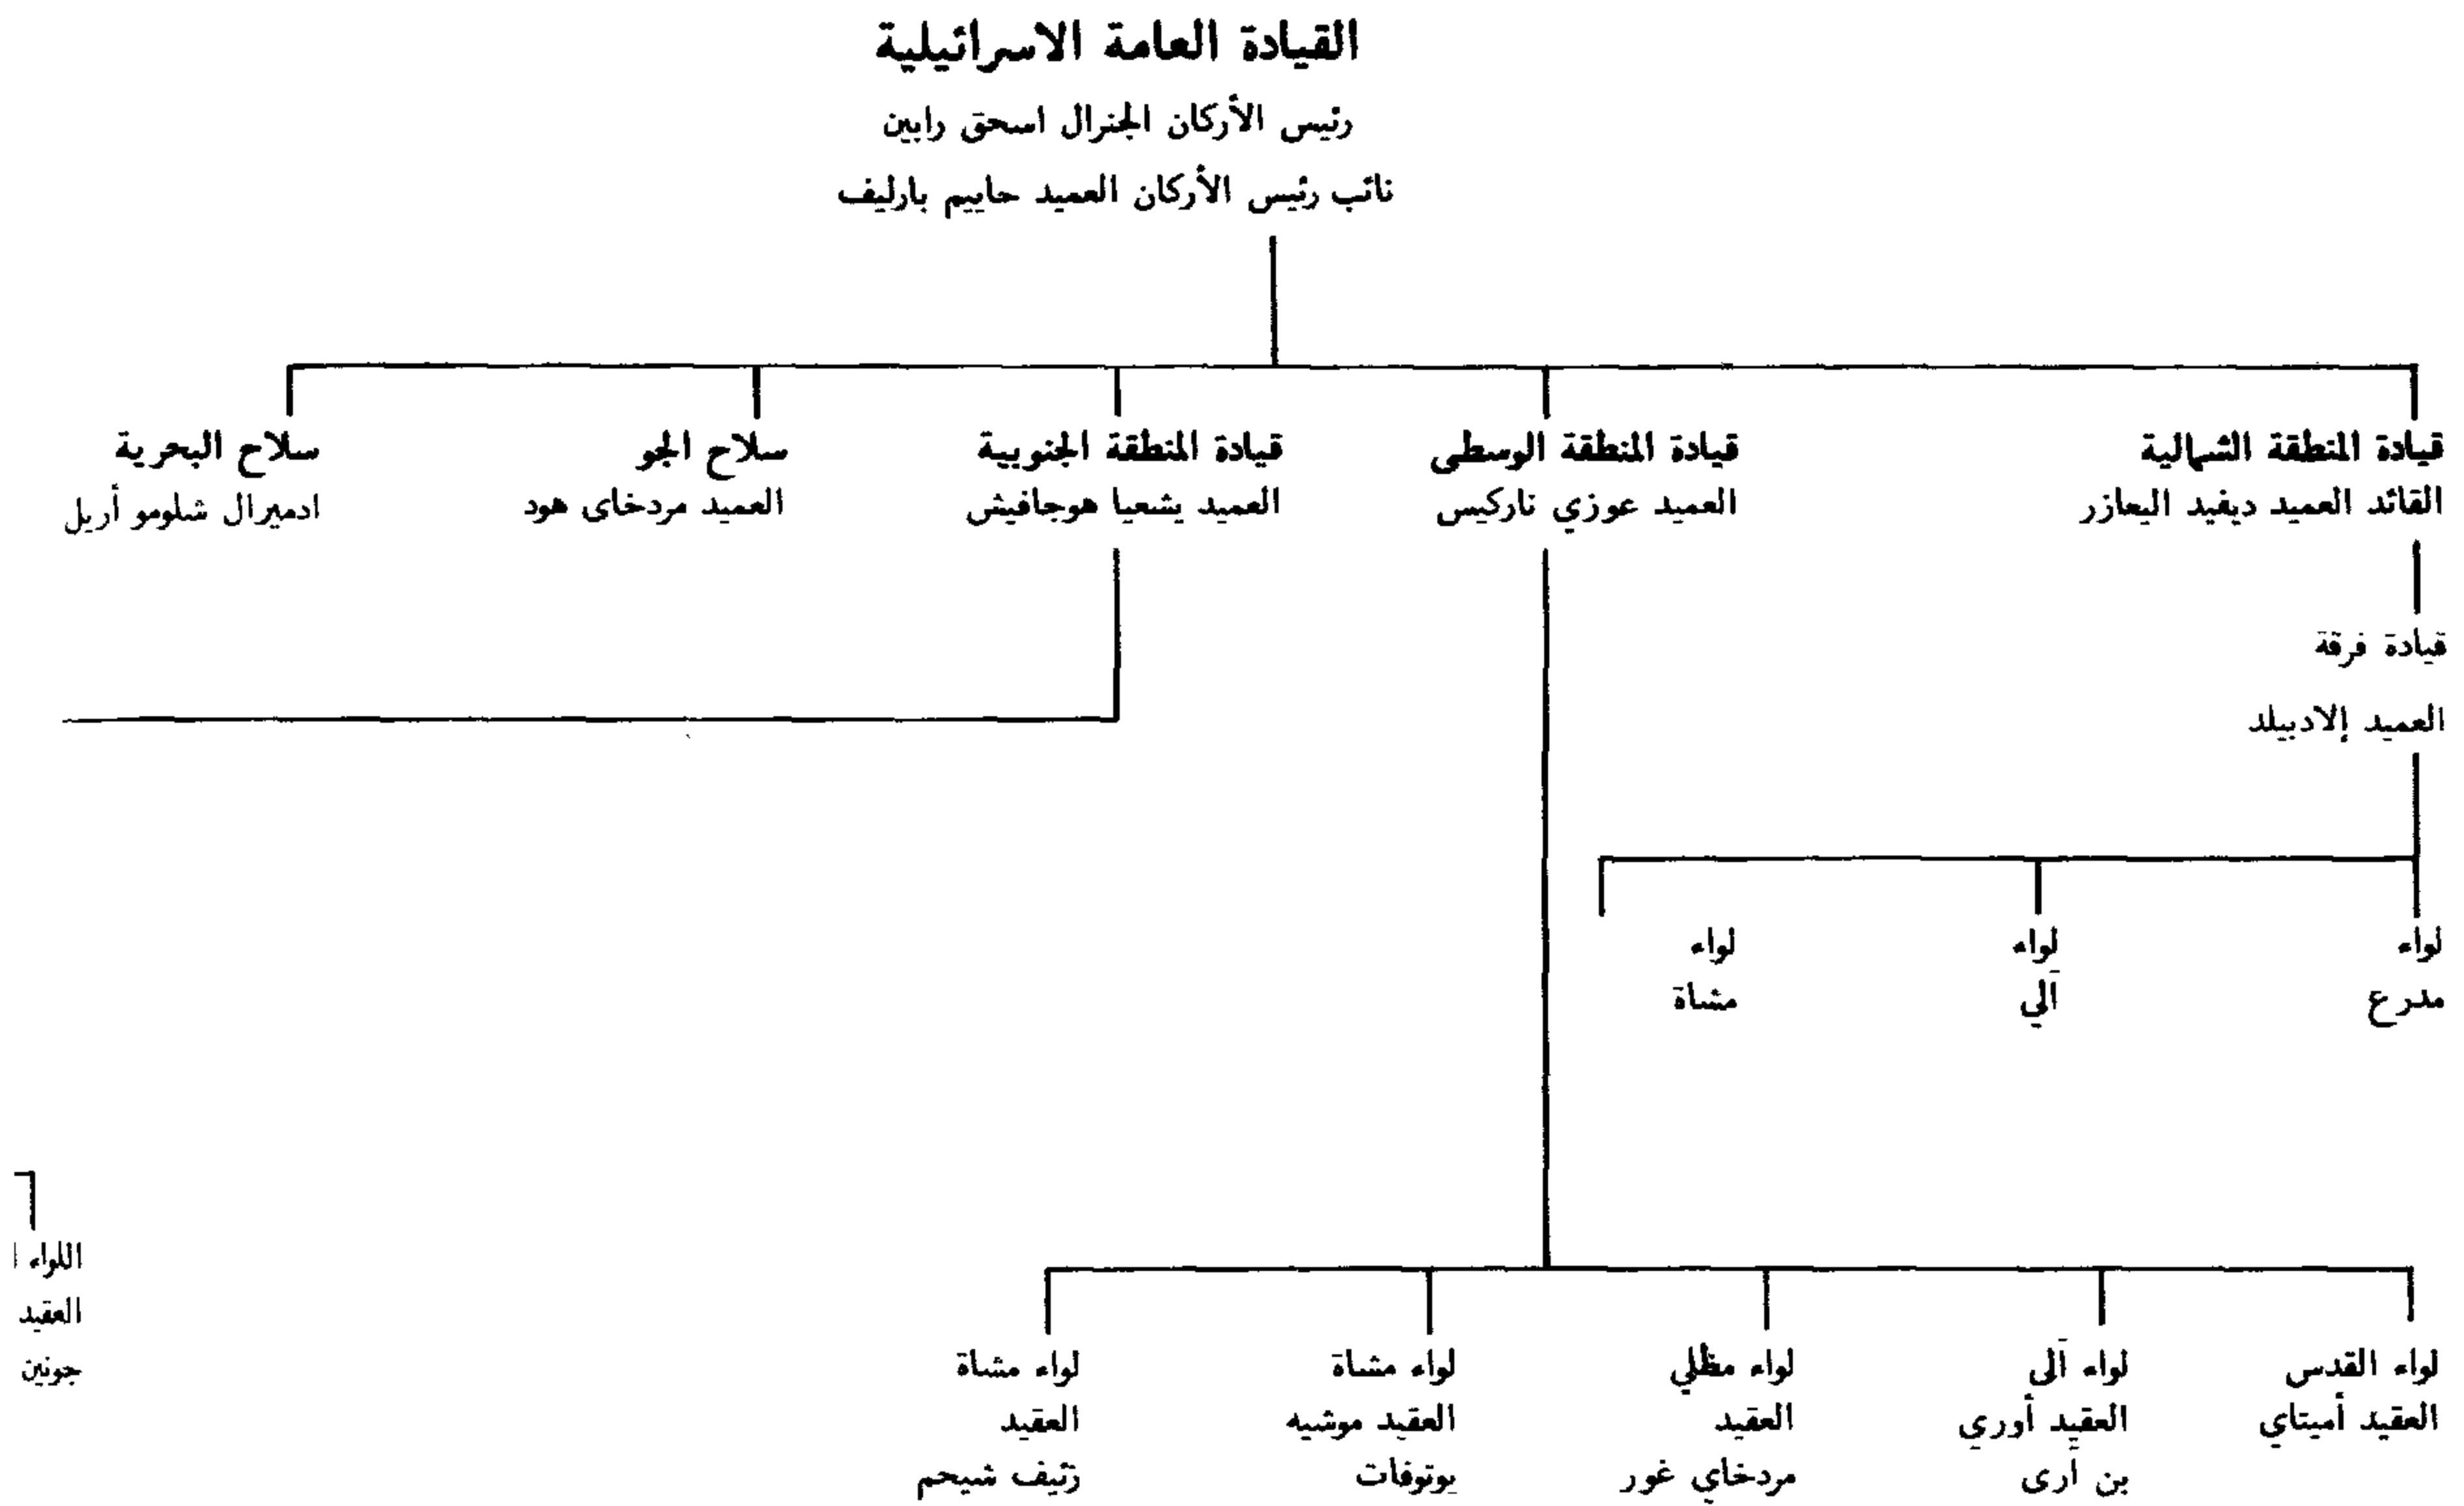 القيادة العامة الاسرائيلية
رئيس الأركان الجنرال اسحق رابين
نائب رئيس الأركان العميد حاييم بارليف
قيادة المنطقة الشمالية
القائد العميد ديفيد اليعازر
قيادة المنطقة الوسطى
العميد عوزي ناركيس
قيادة المنطقة الجنوبية
العميد يشعيا هوجافيش
سلاح الجو
العميد مردخاى هود
سلاح البحرية
ادميرال شلومو أريل
قيادة فرقة
العميد إلادبيلد
لواء
مدرع
لواء
آلي
لواء
مشاة
لواء القدس
العقيد أميتاي
لواء آلى
العقيد أوري
بن آرى
لواء مظلي
العقيد
مردخاي غور
لواء مشاة
العقيد موشيه
يوتوفات
لواء مشاة
العقيد
زئيف شيحم
اللواء
العقيد
جونين